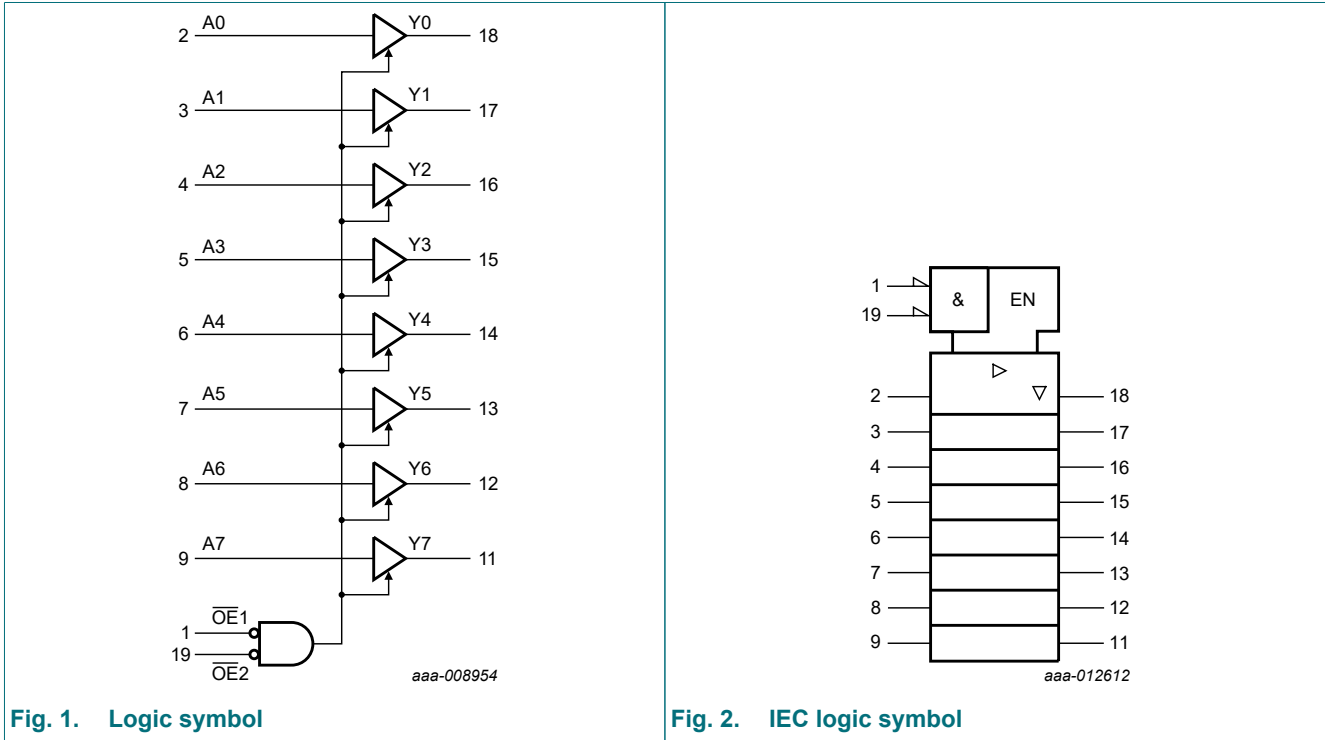 A0
Y0
2
18
A1
Y1
3
17
A2
Y2
4
16
A3
Y3
5
15
A4
Y4
6
14
A5
Y5
7
13
A6
Y6
8
12
A7
Y7
9
11
O̅E̅1
1
19
O̅E̅2
aaa-008954
Fig. 1. Logic symbol
1
&
EN
19
2
18
3
17
4
16
5
15
6
14
7
13
8
12
9
11
aaa-012612
Fig. 2. IEC logic symbol